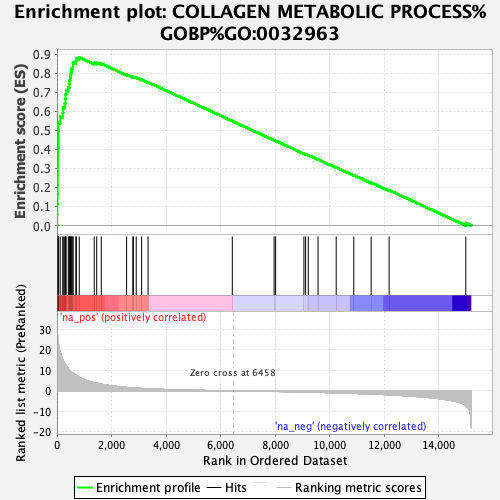 Enrichment plot: COLLAGEN METABOLIC PROCESS%
GOBP%GO:0032963
Enrichment score (ES)
0.9
0.8
0.7
0.6
0.5
0.4
0.3
0.2
0.1
0.0
'na_pos' (positively correlated)
Ranked list metric (PreRanked)
30
20
10
0
-10
-20
Zero cross at 6458
'na_neg' (negatively correlated)
0 2,000 4,000 6,000 8,000 10,000 12,000 14,000
Rank in Ordered Dataset
Enrichment profile Hits Ranking metric scores